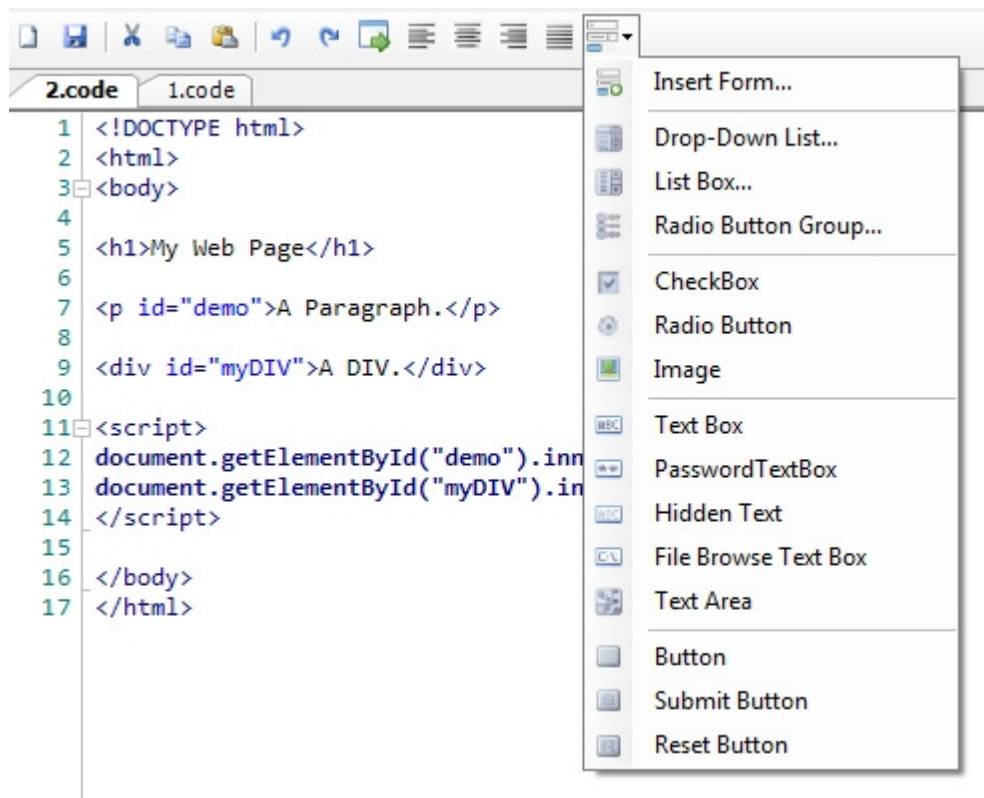 2.code 1.code
1 <!DOCTYPE html>
2 <html>
3 <body>
4
5 <h1>My Web Page</h1>
6
7 <p id="demo">A Paragraph.</p>
8
9 <div id="myDIV">A DIV.</div>
10
11 <script>
12 document.getElementById("demo").inn
13 document.getElementById("myDIV").in
14 </script>
15
16 </body>
17 </html>
Insert Form...
Drop-Down List...
List Box...
Radio Button Group...
CheckBox
Radio Button
Image
Text Box
PasswordTextBox
Hidden Text
File Browse Text Box
Text Area
Button
Submit Button
Reset Button